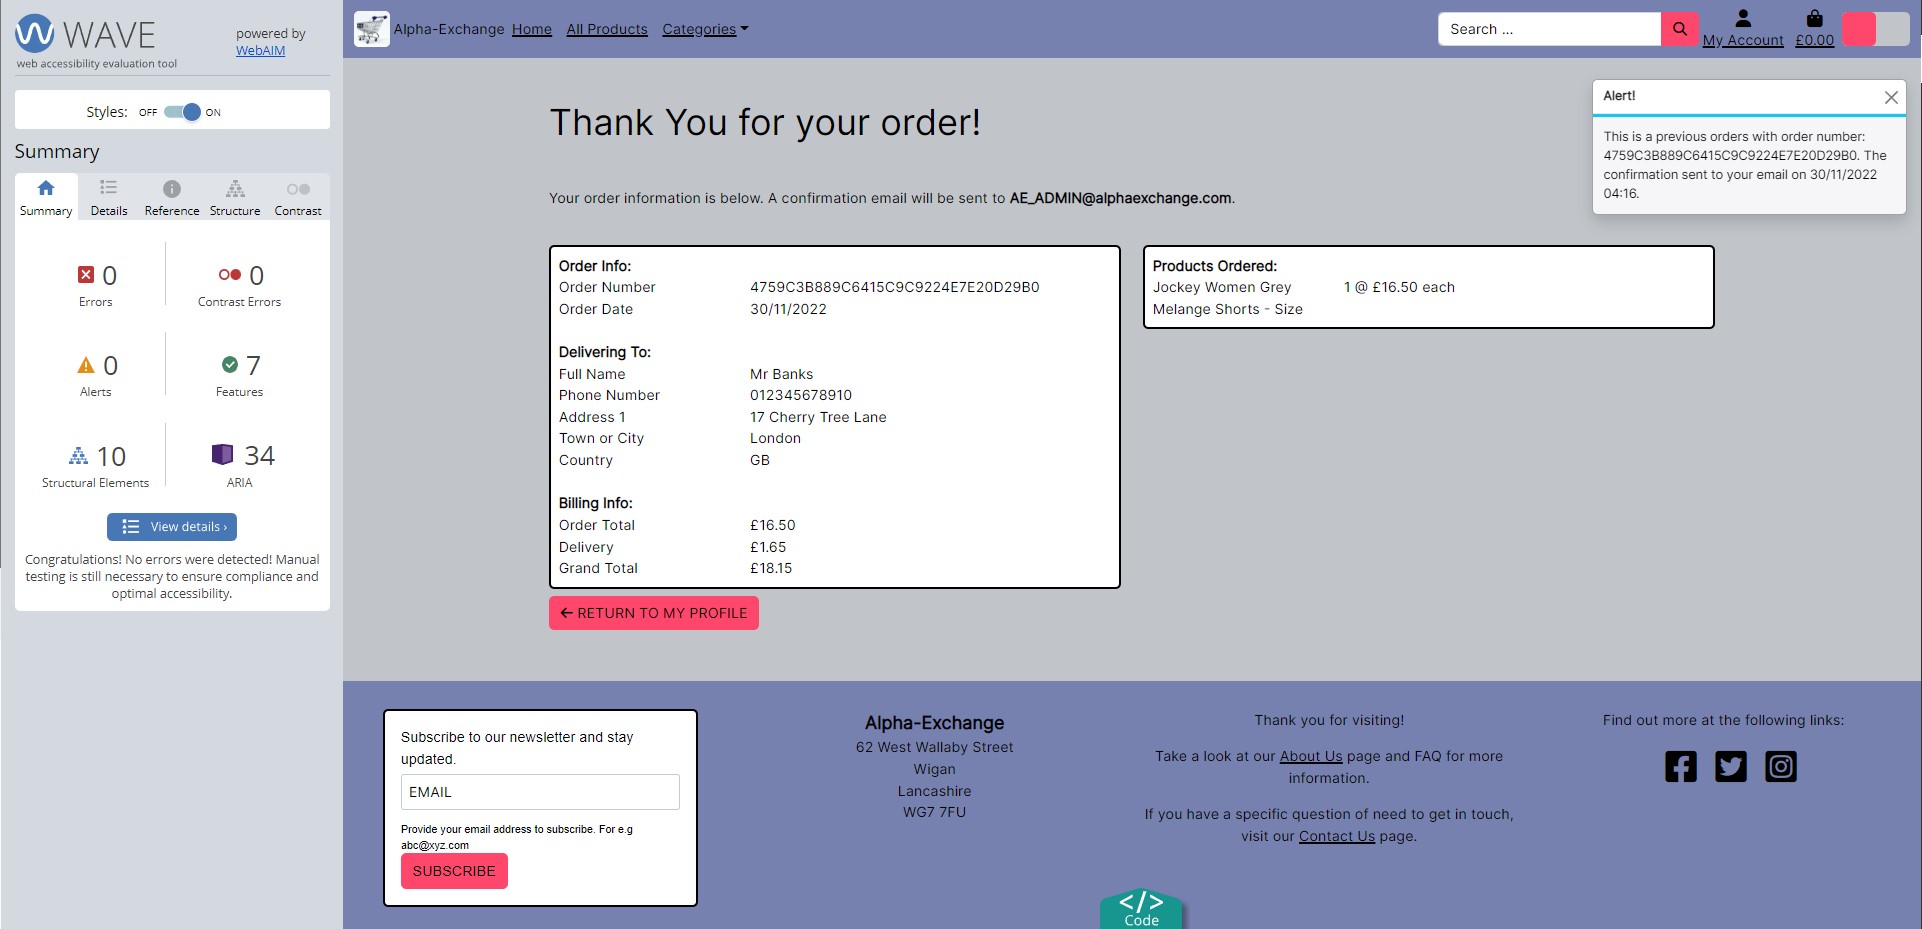 WAVE
powered by
WebAIM
web accessibility evaluation tool
Styles: OFF ON
Summary
Summary Details Reference Structure Contrast
0
Errors
0
Contrast Errors
0
Alerts
7
Features
10
Structural Elements
34
ARIA
View details ›
Congratulations! No errors were detected! Manual
testing is still necessary to ensure compliance and
optimal accessibility.
Alpha-Exchange Home All Products Categories
Search ...
My Account £0.00
Alert!
This is a previous orders with order number:
4759C3B889C6415C9C9224E7E20D29B0. The
confirmation sent to your email on 30/11/2022
04:16.
Thank You for your order!
Your order information is below. A confirmation email will be sent to AE_ADMIN@alphaexchange.com.
Order Info:
Order Number 4759C3B889C6415C9C9224E7E20D29B0
Order Date 30/11/2022
Delivering To:
Full Name Mr Banks
Phone Number 012345678910
Address 1 17 Cherry Tree Lane
Town or City London
Country GB
Billing Info:
Order Total £16.50
Delivery £1.65
Grand Total £18.15
Products Ordered:
Jockey Women Grey 1 @ £16.50 each
Melange Shorts - Size
RETURN TO MY PROFILE
Subscribe to our newsletter and stay
updated.
EMAIL
Provide your email address to subscribe. For e.g
abc@xyz.com
SUBSCRIBE
Alpha-Exchange
62 West Wallaby Street
Wigan
Lancashire
WG7 7FU
Thank you for visiting!
Take a look at our About Us page and FAQ for more
information.
If you have a specific question of need to get in touch,
visit our Contact Us page.
Find out more at the following links:
</>
Code